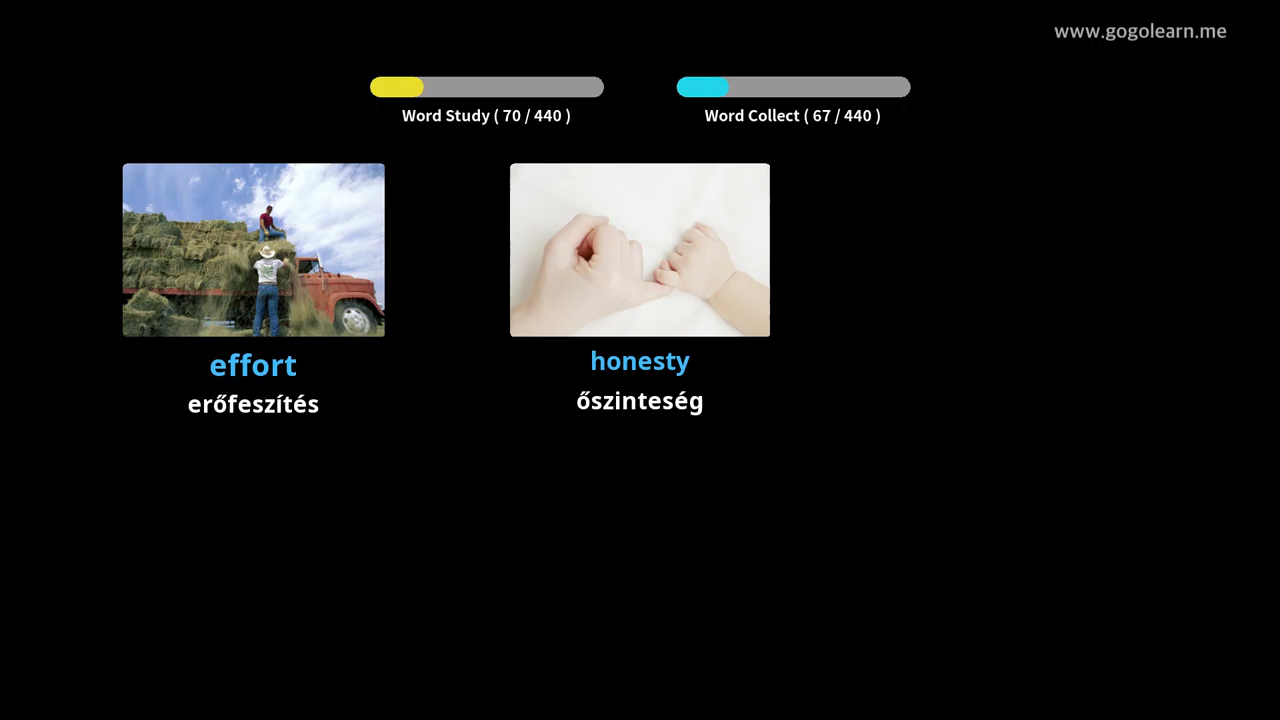 www.gogolearn.me
Word Study ( 70 / 440 )
Word Collect ( 67 / 440 )
effort
erőfeszítés
honesty
őszinteség